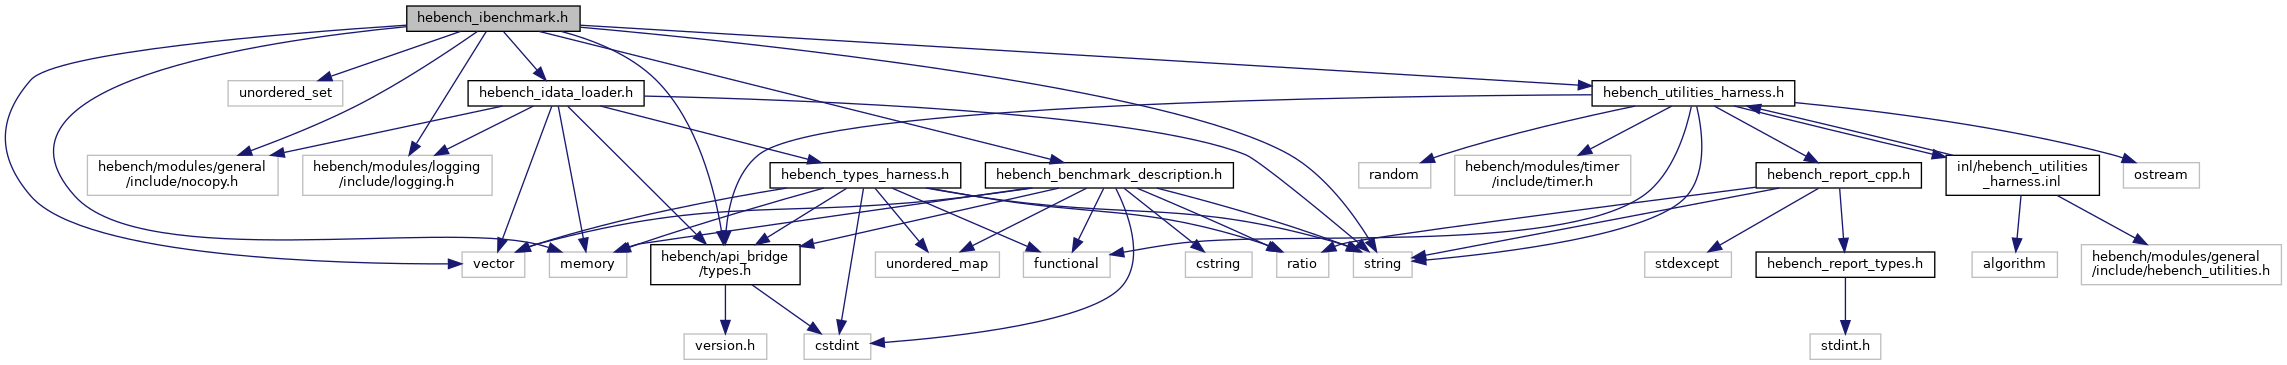 hebench_ibenchmark.h
unordered_set
hebench_idata_loader.h
hebench_utilities_harness.h
hebench/modules/general
/include/nocopy.h
hebench/modules/logging
/include/logging.h
hebench_types_harness.h
hebench_benchmark_description.h
random
hebench/modules/timer
/include/timer.h
hebench_report_cpp.h
inl/hebench_utilities
_harness.inl
ostream
vector
memory
hebench/api_bridge
/types.h
unordered_map
functional
cstring
ratio
string
stdexcept
hebench_report_types.h
algorithm
hebench/modules/general
/include/hebench_utilities.h
version.h
cstdint
stdint.h